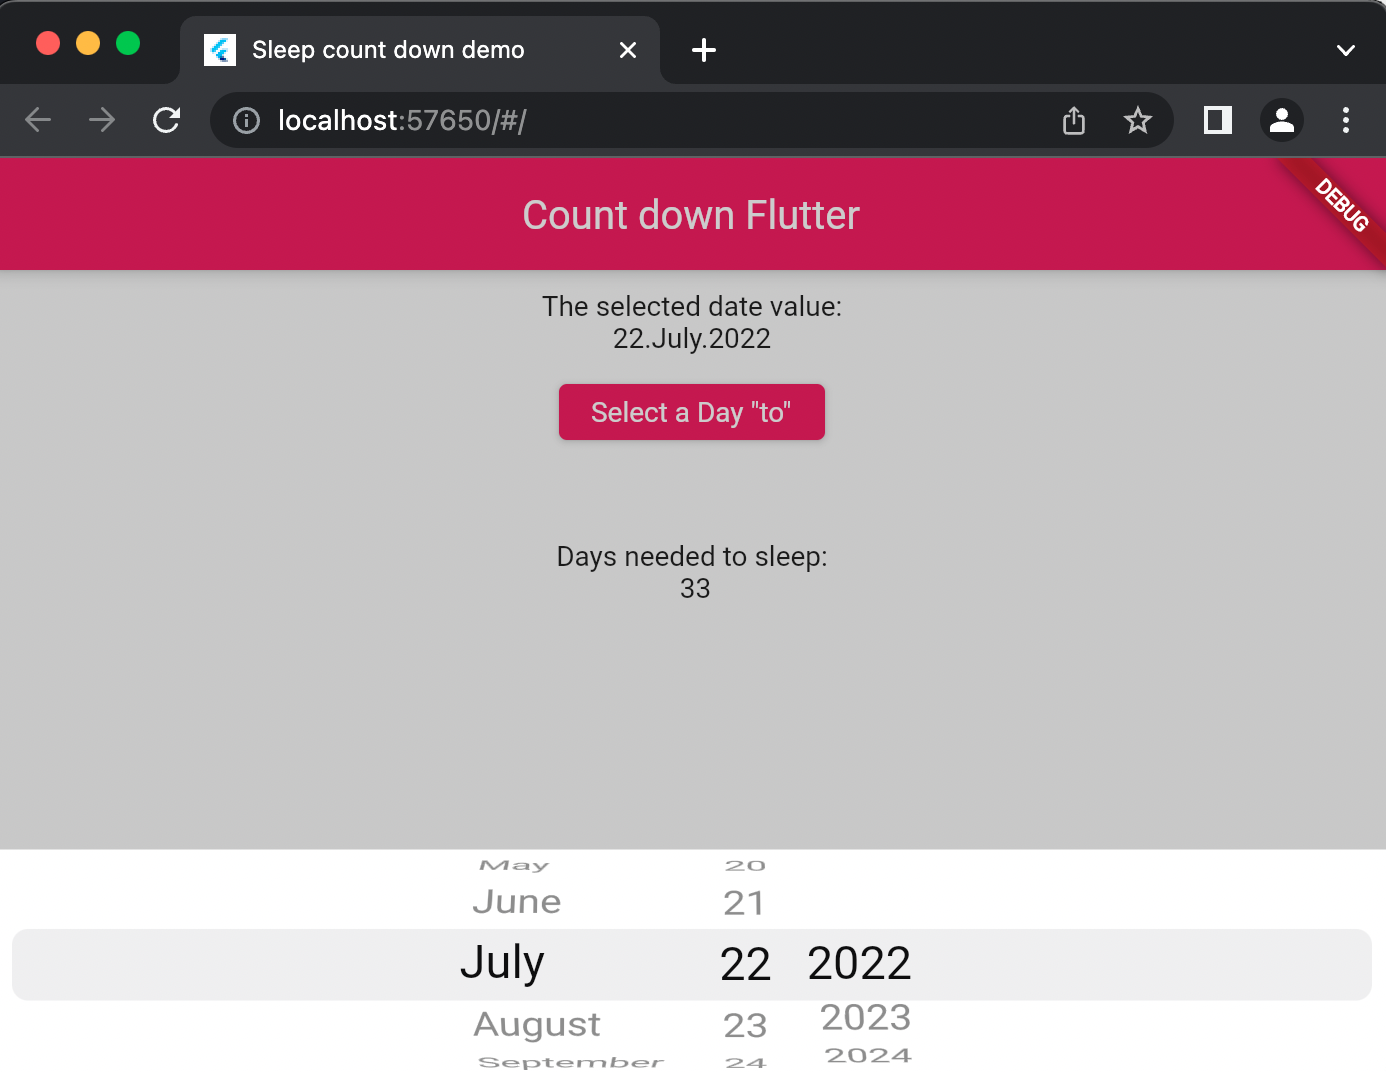 Sleep count down demo
localhost:57650/#/
Count down Flutter
DEBUG
The selected date value:
22.July.2022
Select a Day "to"
Days needed to sleep:
33
May 20
June 21
July 22 2022
August 23 2023
September 24 2024